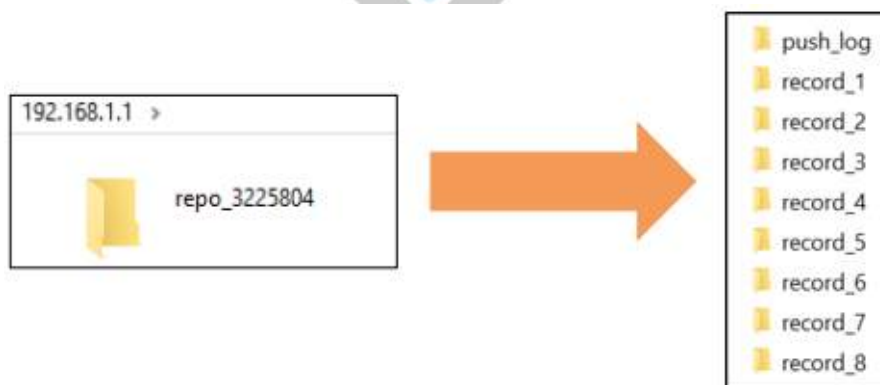 192.168.1.1 >
repo_3225804
push_log
record_1
record_2
record_3
record_4
record_5
record_6
record_7
record_8